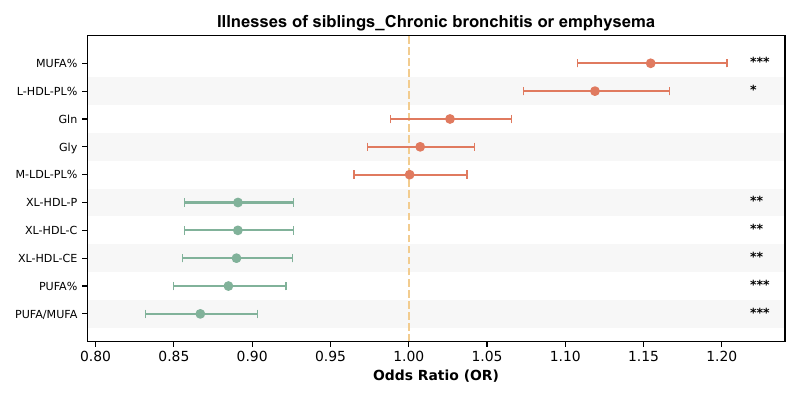 Illnesses of siblings_Chronic bronchitis or emphysema
MUFA% ***
L-HDL-PL% *
Gln
Gly
M-LDL-PL%
XL-HDL-P **
XL-HDL-C **
XL-HDL-CE **
PUFA% ***
PUFA/MUFA ***
0.80 0.85 0.90 0.95 1.00 1.05 1.10 1.15 1.20
Odds Ratio (OR)